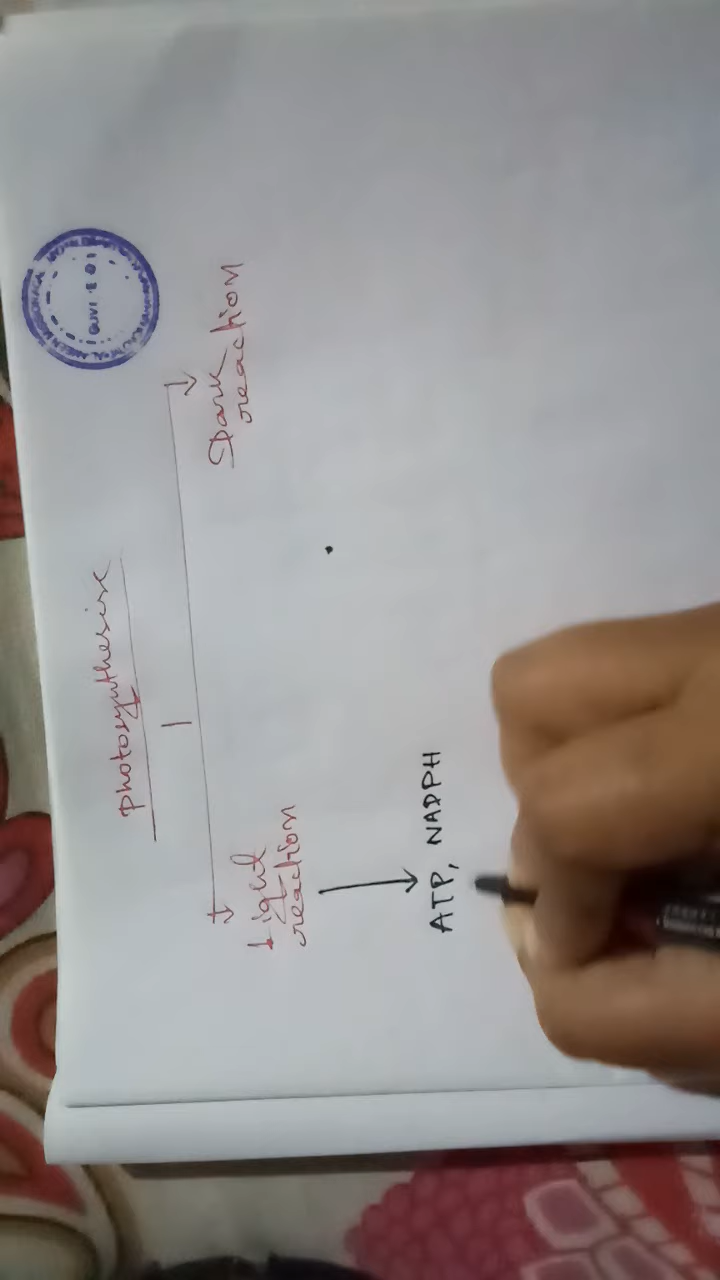 photosynthesis
Light
reaction
Dark
reaction
ATP, NADPH